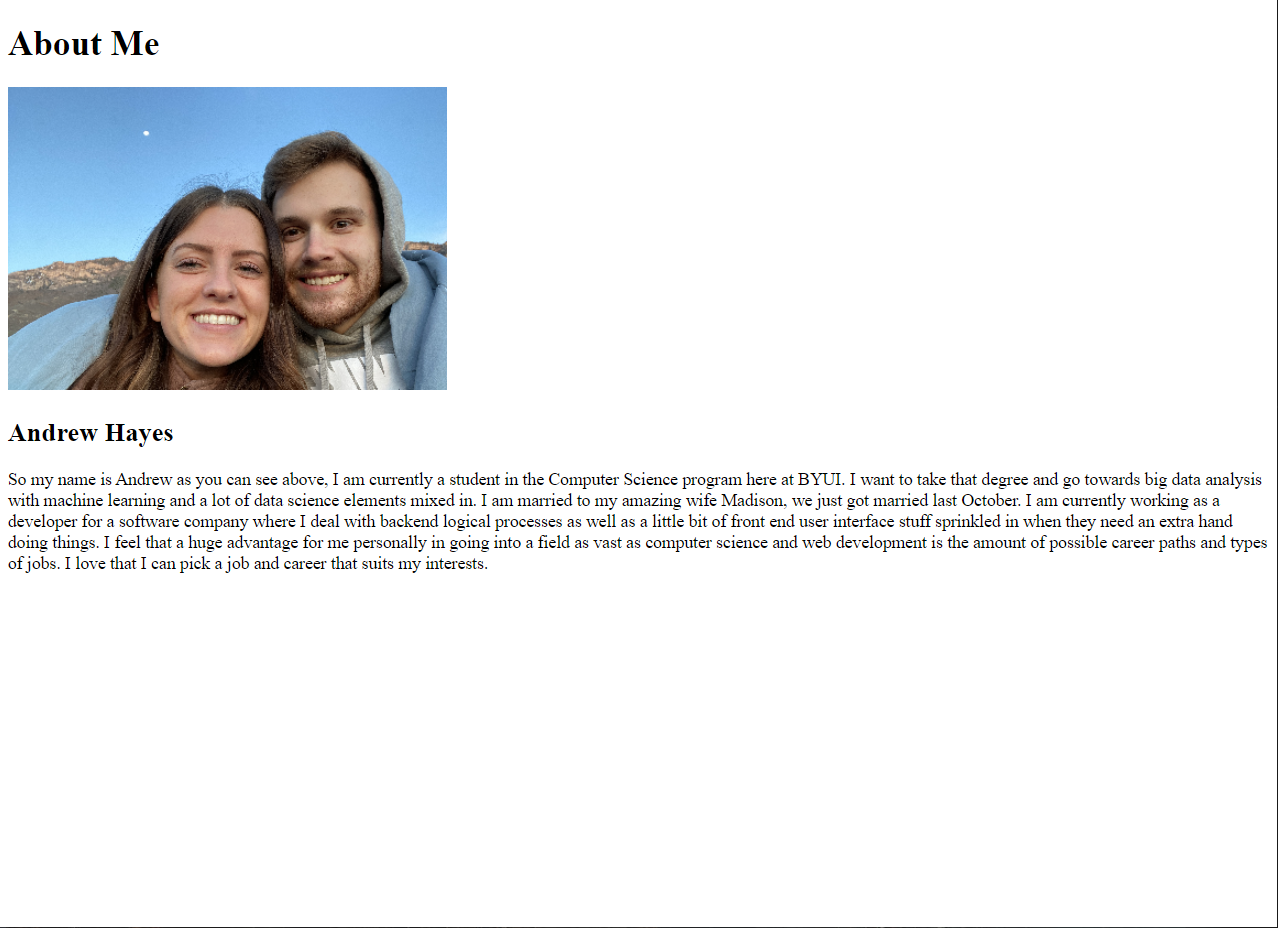 About Me
Andrew Hayes
So my name is Andrew as you can see above, I am currently a student in the Computer Science program here at BYUI. I want to take that degree and go towards big data analysis
with machine learning and a lot of data science elements mixed in. I am married to my amazing wife Madison, we just got married last October. I am currently working as a
developer for a software company where I deal with backend logical processes as well as a little bit of front end user interface stuff sprinkled in when they need an extra hand
doing things. I feel that a huge advantage for me personally in going into a field as vast as computer science and web development is the amount of possible career paths and types
of jobs. I love that I can pick a job and career that suits my interests.